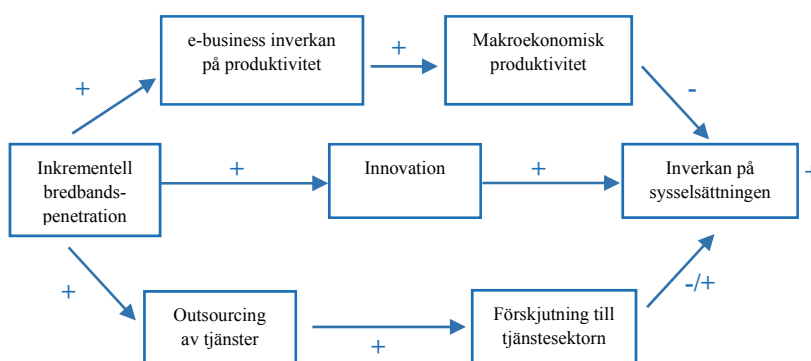 e-business inverkan
på produktivitet
+
Makroekonomisk
produktivitet
+
-
Inkrementell
bredbands-
penetration
+
Innovation
+
Inverkan på
sysselsättningen
+
+
Outsourcing
av tjänster
+
Förskjutning till
tjänstesektorn
-/+